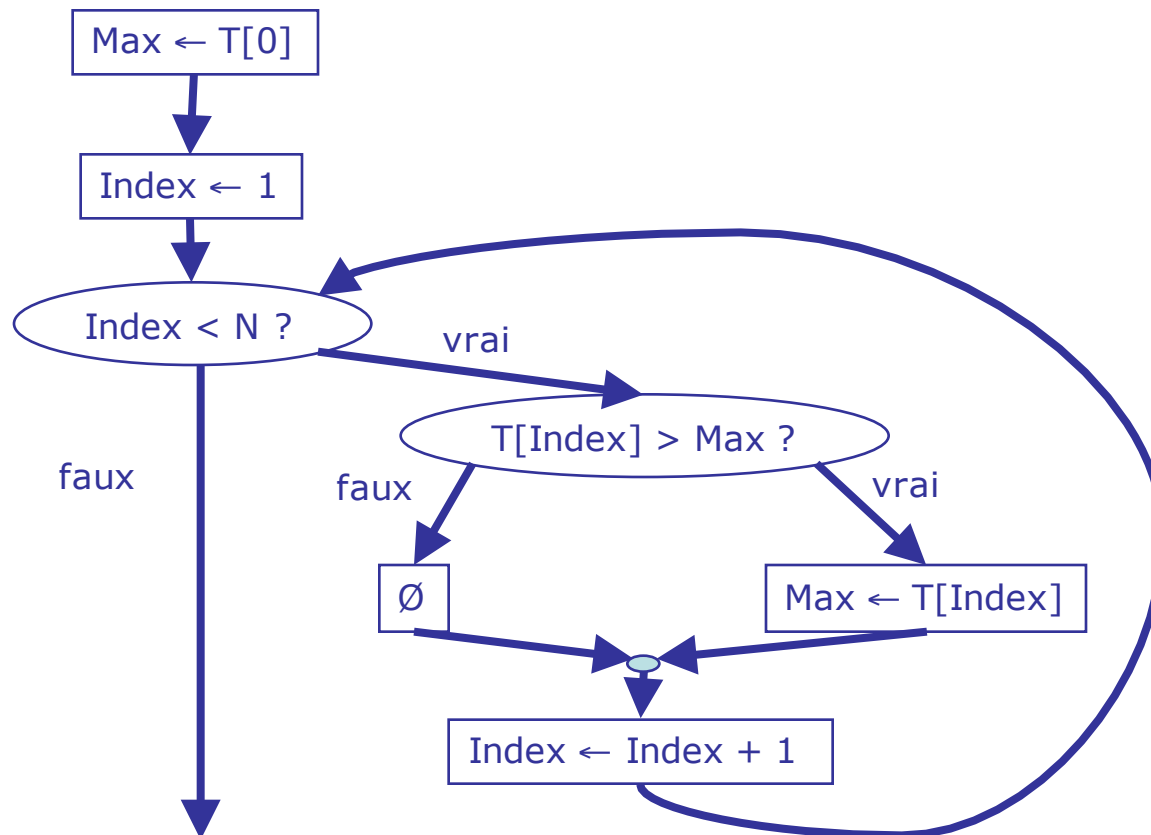 Max ← T[0]
Index ← 1
Index < N ?
vrai
T[Index] > Max ?
faux
faux
vrai
Ø
Max ← T[Index]
Index ← Index + 1